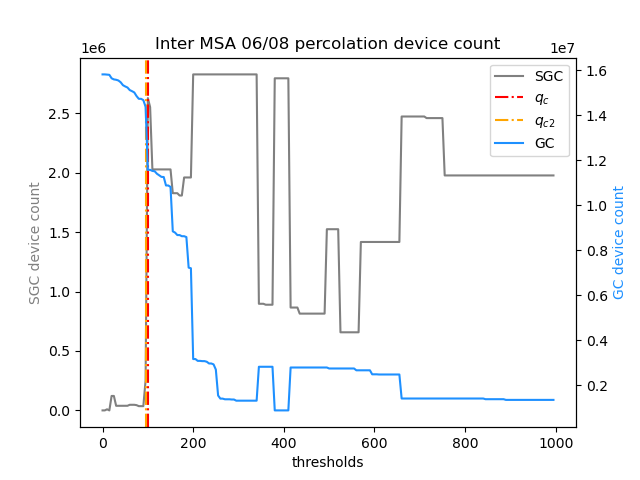 Inter MSA 06/08 percolation device count
1e6
1e7
SGC
q_c
q_c2
GC
2.5
2.0
1.5
1.0
0.5
0.0
SGC device count
1.6
1.4
1.2
1.0
0.8
0.6
0.4
0.2
GC device count
0
200
400
600
800
1000
thresholds